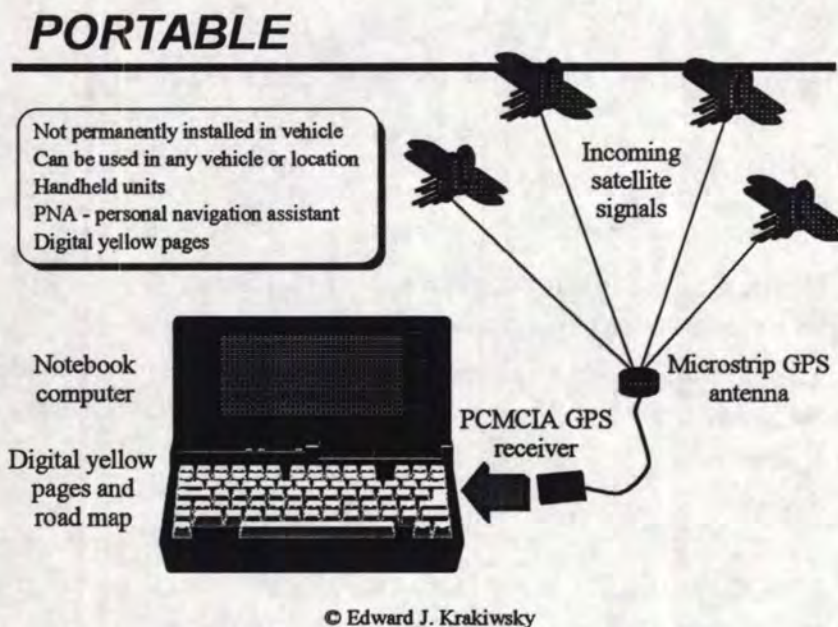 PORTABLE
Not permanently installed in vehicle
Can be used in any vehicle or location
Handheld units
PNA - personal navigation assistant
Digital yellow pages
Incoming
satellite
signals
Notebook
computer
Microstrip GPS
antenna
PCMCIA GPS
receiver
Digital yellow
pages and
road map
© Edward J. Krakiwsky